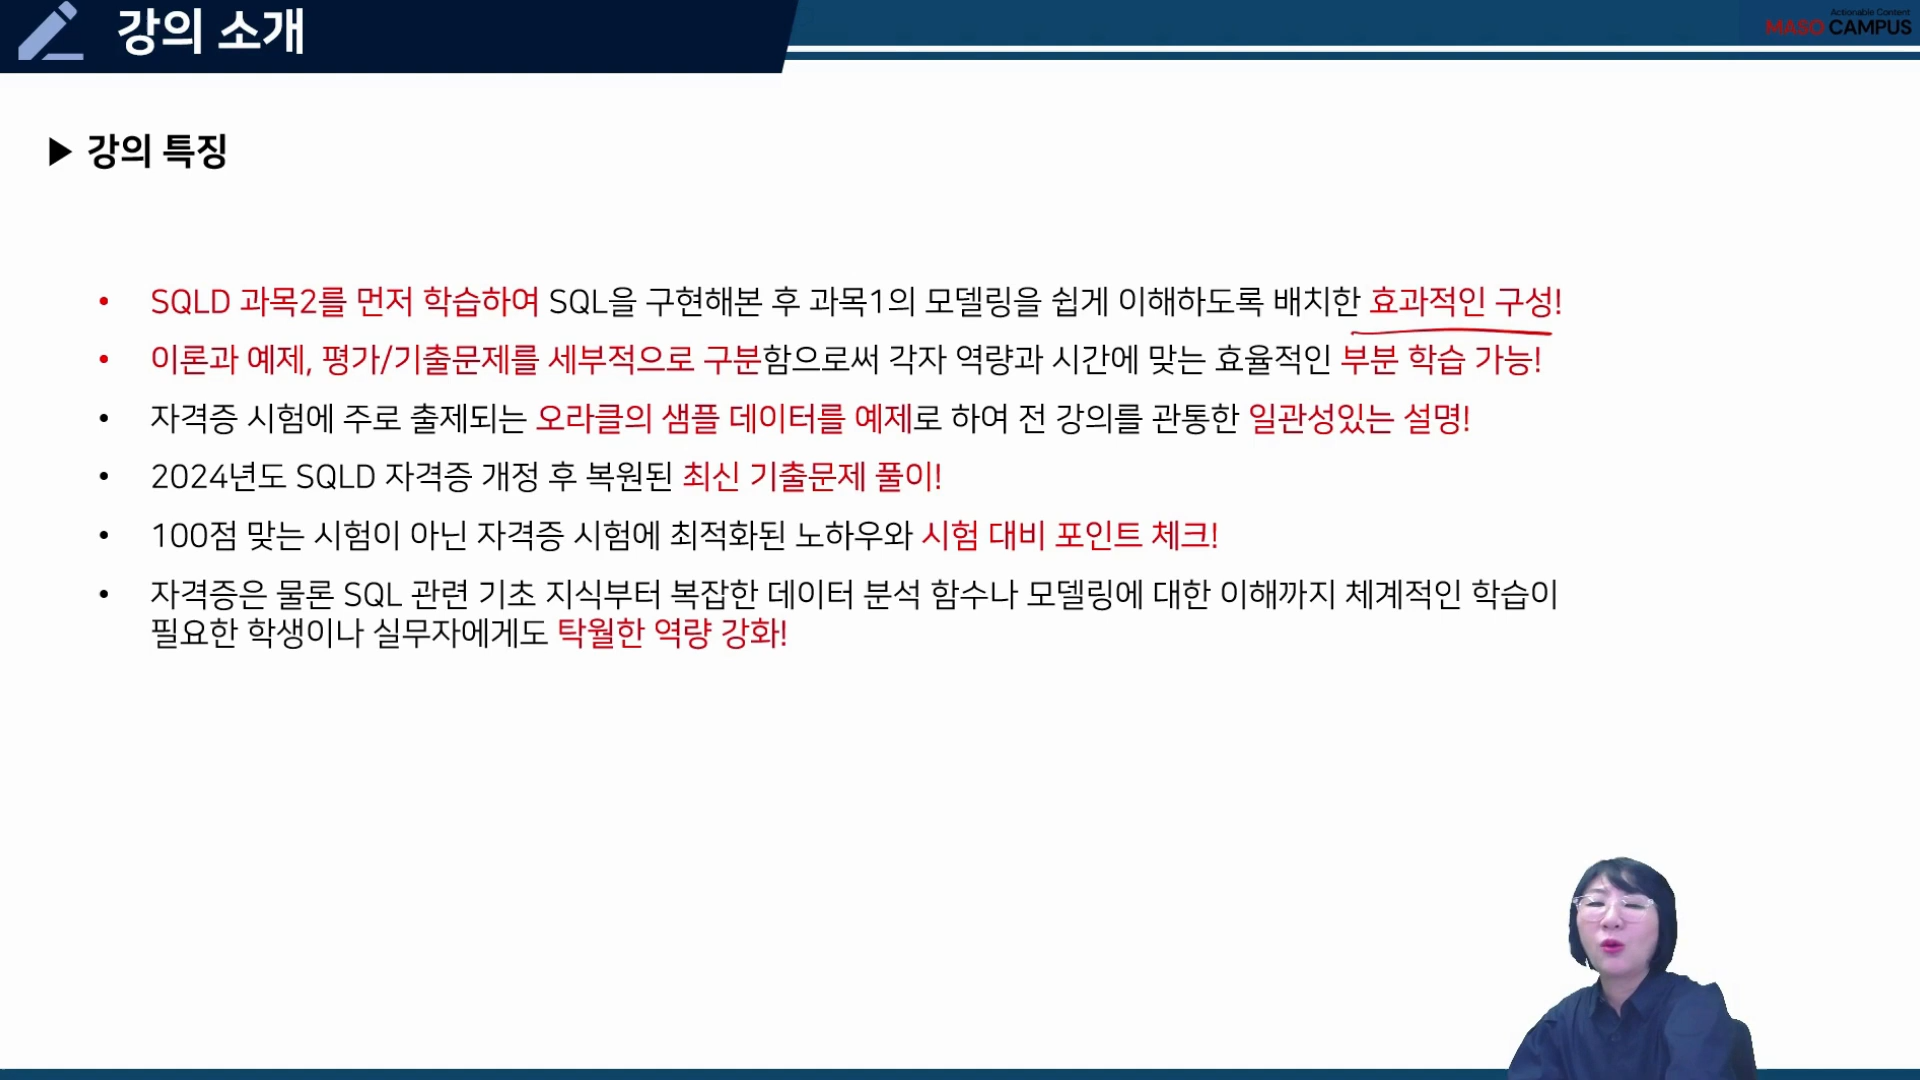 강의 소개
Actionable Content
MASO CAMPUS
▶ 강의 특징
• SQLD 과목2를 먼저 학습하여 SQL을 구현해본 후 과목1의 모델링을 쉽게 이해하도록 배치한 효과적인 구성!
• 이론과 예제, 평가/기출문제를 세부적으로 구분함으로써 각자 역량과 시간에 맞는 효율적인 부분 학습 가능!
• 자격증 시험에 주로 출제되는 오라클의 샘플 데이터를 예제로 하여 전 강의를 관통한 일관성있는 설명!
• 2024년도 SQLD 자격증 개정 후 복원된 최신 기출문제 풀이!
• 100점 맞는 시험이 아닌 자격증 시험에 최적화된 노하우와 시험 대비 포인트 체크!
• 자격증은 물론 SQL 관련 기초 지식부터 복잡한 데이터 분석 함수나 모델링에 대한 이해까지 체계적인 학습이
필요한 학생이나 실무자에게도 탁월한 역량 강화!